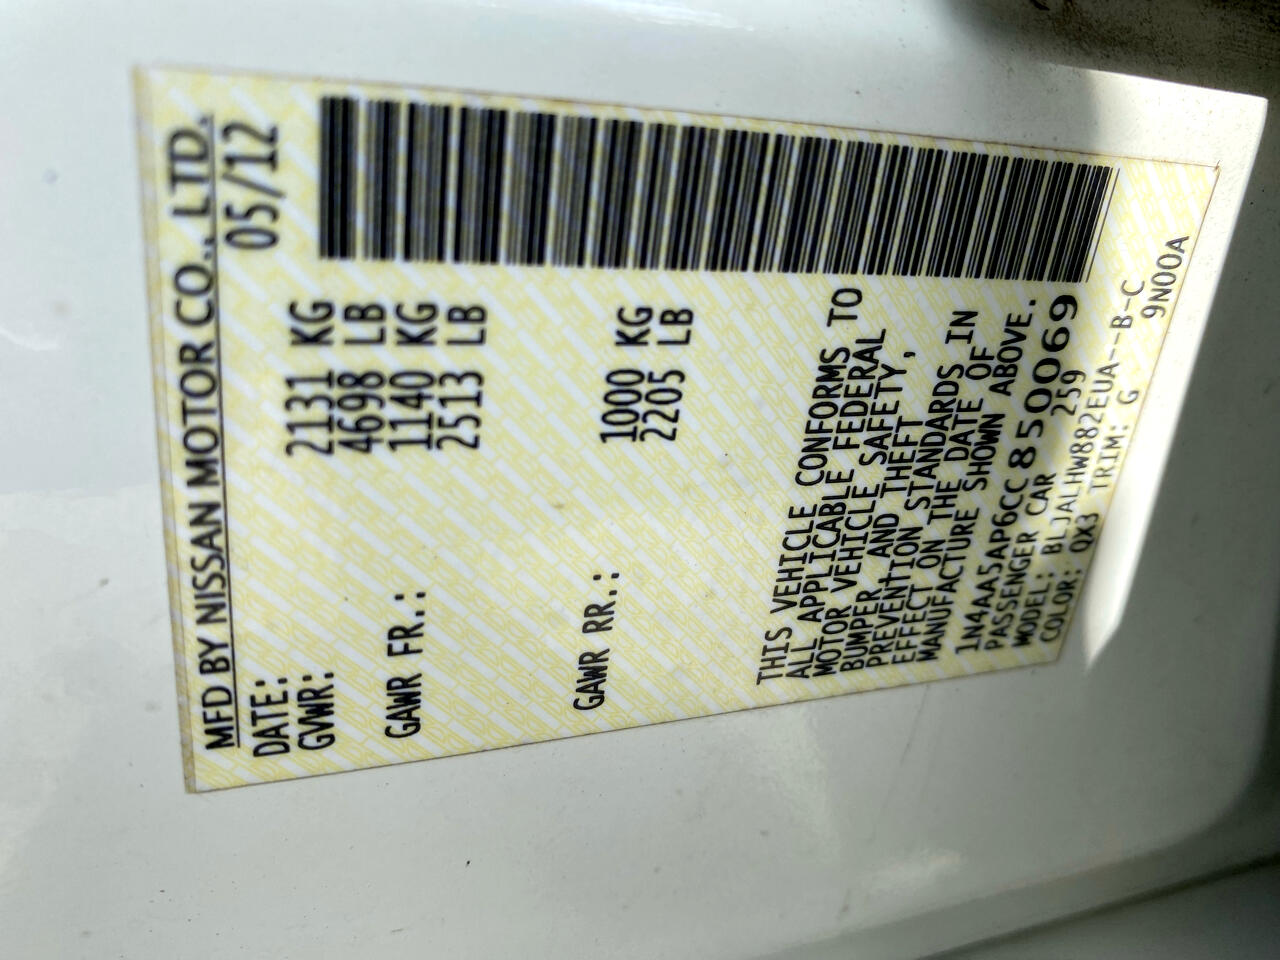 MFD BY NISSAN MOTOR CO., LTD.
DATE: 05/12
GVWR: 2131 KG
4698 LB
GAWR FR.: 1140 KG
2513 LB
GAWR RR.: 1000 KG
2205 LB
THIS VEHICLE CONFORMS TO
ALL APPLICABLE FEDERAL
MOTOR VEHICLE SAFETY,
BUMPER AND THEFT
PREVENTION STANDARDS IN
EFFECT ON THE DATE OF
MANUFACTURE SHOWN ABOVE.
1N4AA5AP6CC850069
PASSENGER CAR 259
MODEL: BLJALHW882EUA--B-C
COLOR: QX3 TRIM: G 9N00A